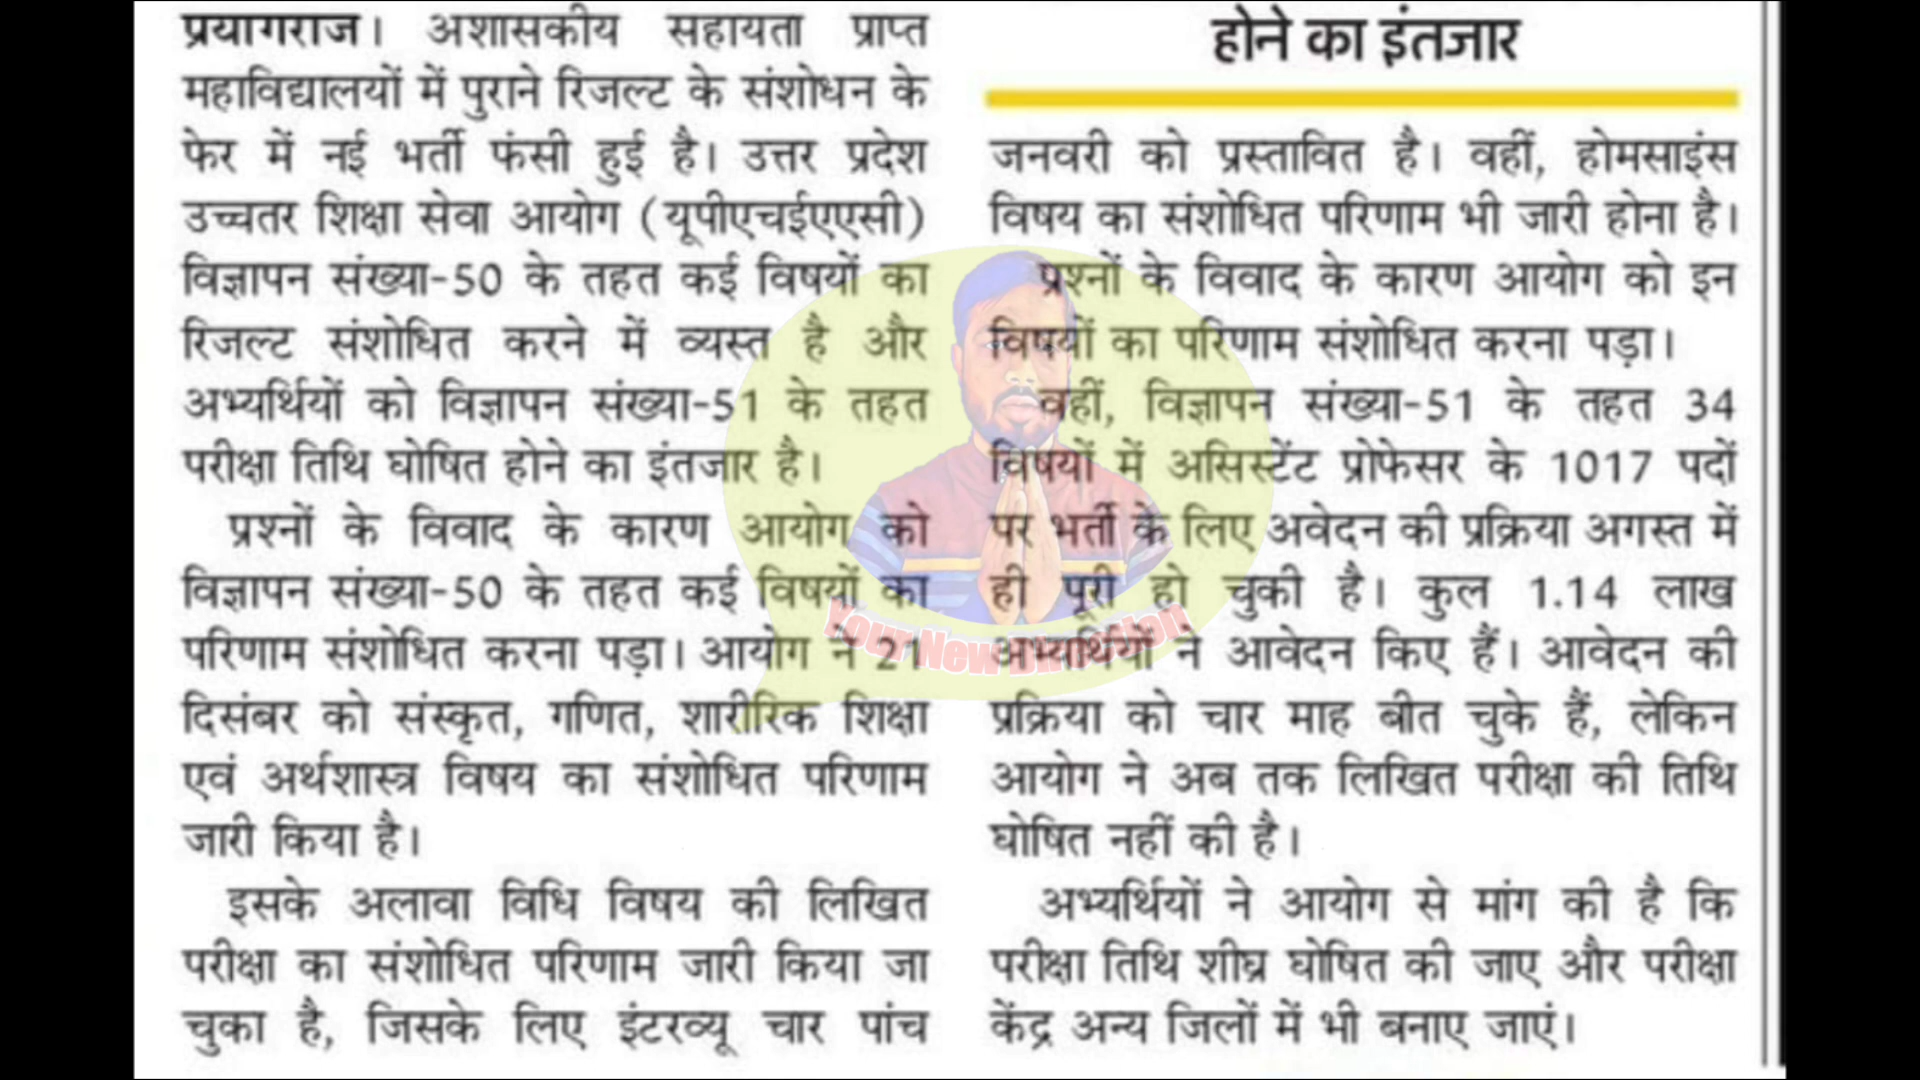 प्रयागराज। अशासकीय सहायता प्राप्त
महाविद्यालयों में पुराने रिजल्ट के संशोधन के
फेर में नई भर्ती फंसी हुई है। उत्तर प्रदेश
उच्चतर शिक्षा सेवा आयोग (यूपीएचईएएसी)
विज्ञापन संख्या-50 के तहत कई विषयों का
रिजल्ट संशोधित करने में व्यस्त है और
अभ्यर्थियों को विज्ञापन संख्या-51 के तहत
परीक्षा तिथि घोषित होने का इंतजार है।
प्रश्नों के विवाद के कारण आयोग को
विज्ञापन संख्या-50 के तहत कई विषयों का
परिणाम संशोधित करना पड़ा। आयोग ने 21
दिसंबर को संस्कृत, गणित, शारीरिक शिक्षा
एवं अर्थशास्त्र विषय का संशोधित परिणाम
जारी किया है।
इसके अलावा विधि विषय की लिखित
परीक्षा का संशोधित परिणाम जारी किया जा
चुका है, जिसके लिए इंटरव्यू चार पांच
होने का इंतजार
जनवरी को प्रस्तावित है। वहीं, होमसाइंस
विषय का संशोधित परिणाम भी जारी होना है।
प्रश्नों के विवाद के कारण आयोग को इन
विषयों का परिणाम संशोधित करना पड़ा।
वहीं, विज्ञापन संख्या-51 के तहत 34
विषयों में असिस्टेंट प्रोफेसर के 1017 पदों
पर भर्ती के लिए अवेदन की प्रक्रिया अगस्त में
ही पूरी हो चुकी है। कुल 1.14 लाख
अभ्यर्थियों ने आवेदन किए हैं। आवेदन की
प्रक्रिया को चार माह बीत चुके हैं, लेकिन
आयोग ने अब तक लिखित परीक्षा की तिथि
घोषित नहीं की है।
अभ्यर्थियों ने आयोग से मांग की है कि
परीक्षा तिथि शीघ्र घोषित की जाए और परीक्षा
केंद्र अन्य जिलों में भी बनाए जाएं।
Your New Direction